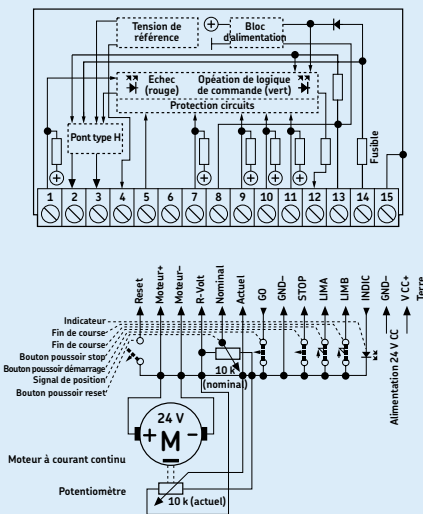 Tension de
référence
Bloc
d'alimentation
Echec
(rouge)
Opération de logique
de commande (vert)
Protection circuits
Pont type H
Fusible
1 2 3 4 5 6 7 8 9 10 11 12 13 14 15
Reset
Moteur+
Moteur–
R-Volt
Nominal
Actuel
GO
GND–
STOP
LIMA
LIMB
INDIC
GND–
V CC+
Terre
Alimentation 24 V CC
Indicateur
Fin de course
Fin de course
Bouton poussoir stop
Bouton poussoir démarrage
Signal de position
Bouton poussoir reset
10 k
(nominal)
24 V
+ M –
Moteur à courant continu
Potentiomètre
10 k (actuel)